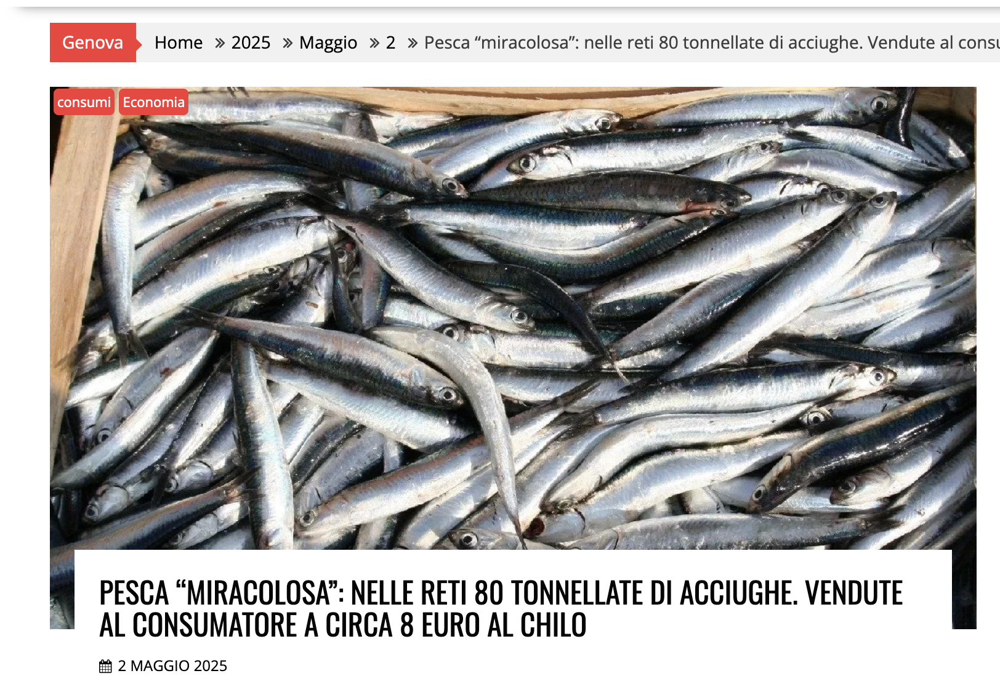 Genova Home » 2025 » Maggio » 2 » Pesca “miracolosa”: nelle reti 80 tonnellate di acciughe. Vendute al
consumi Economia
PESCA “MIRACOLOSA”: NELLE RETI 80 TONNELLATE DI ACCIUGHE. VENDUTE
AL CONSUMATORE A CIRCA 8 EURO AL CHILO
2 MAGGIO 2025